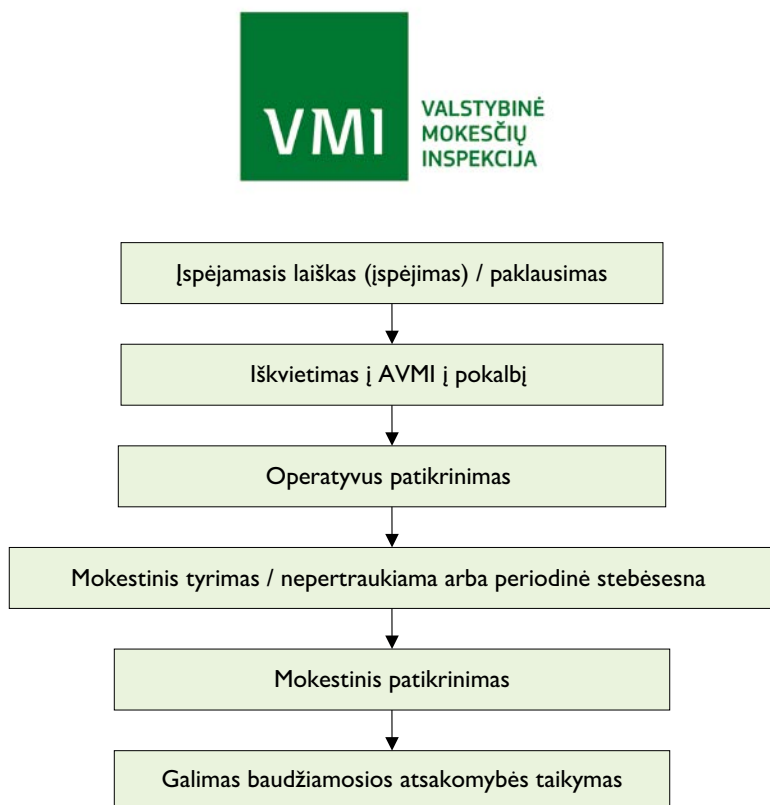 VMI
VALSTYBINĖ
MOKESČIŲ
INSPEKCIJA
Įspėjamasis laiškas (įspėjimas) / paklausimas
Iškvietimas į AVMI į pokalbį
Operatyvus patikrinimas
Mokestinis tyrimas / nepertraukiama arba periodinė stebėsesna
Mokestinis patikrinimas
Galimas baudžiamosios atsakomybės taikymas